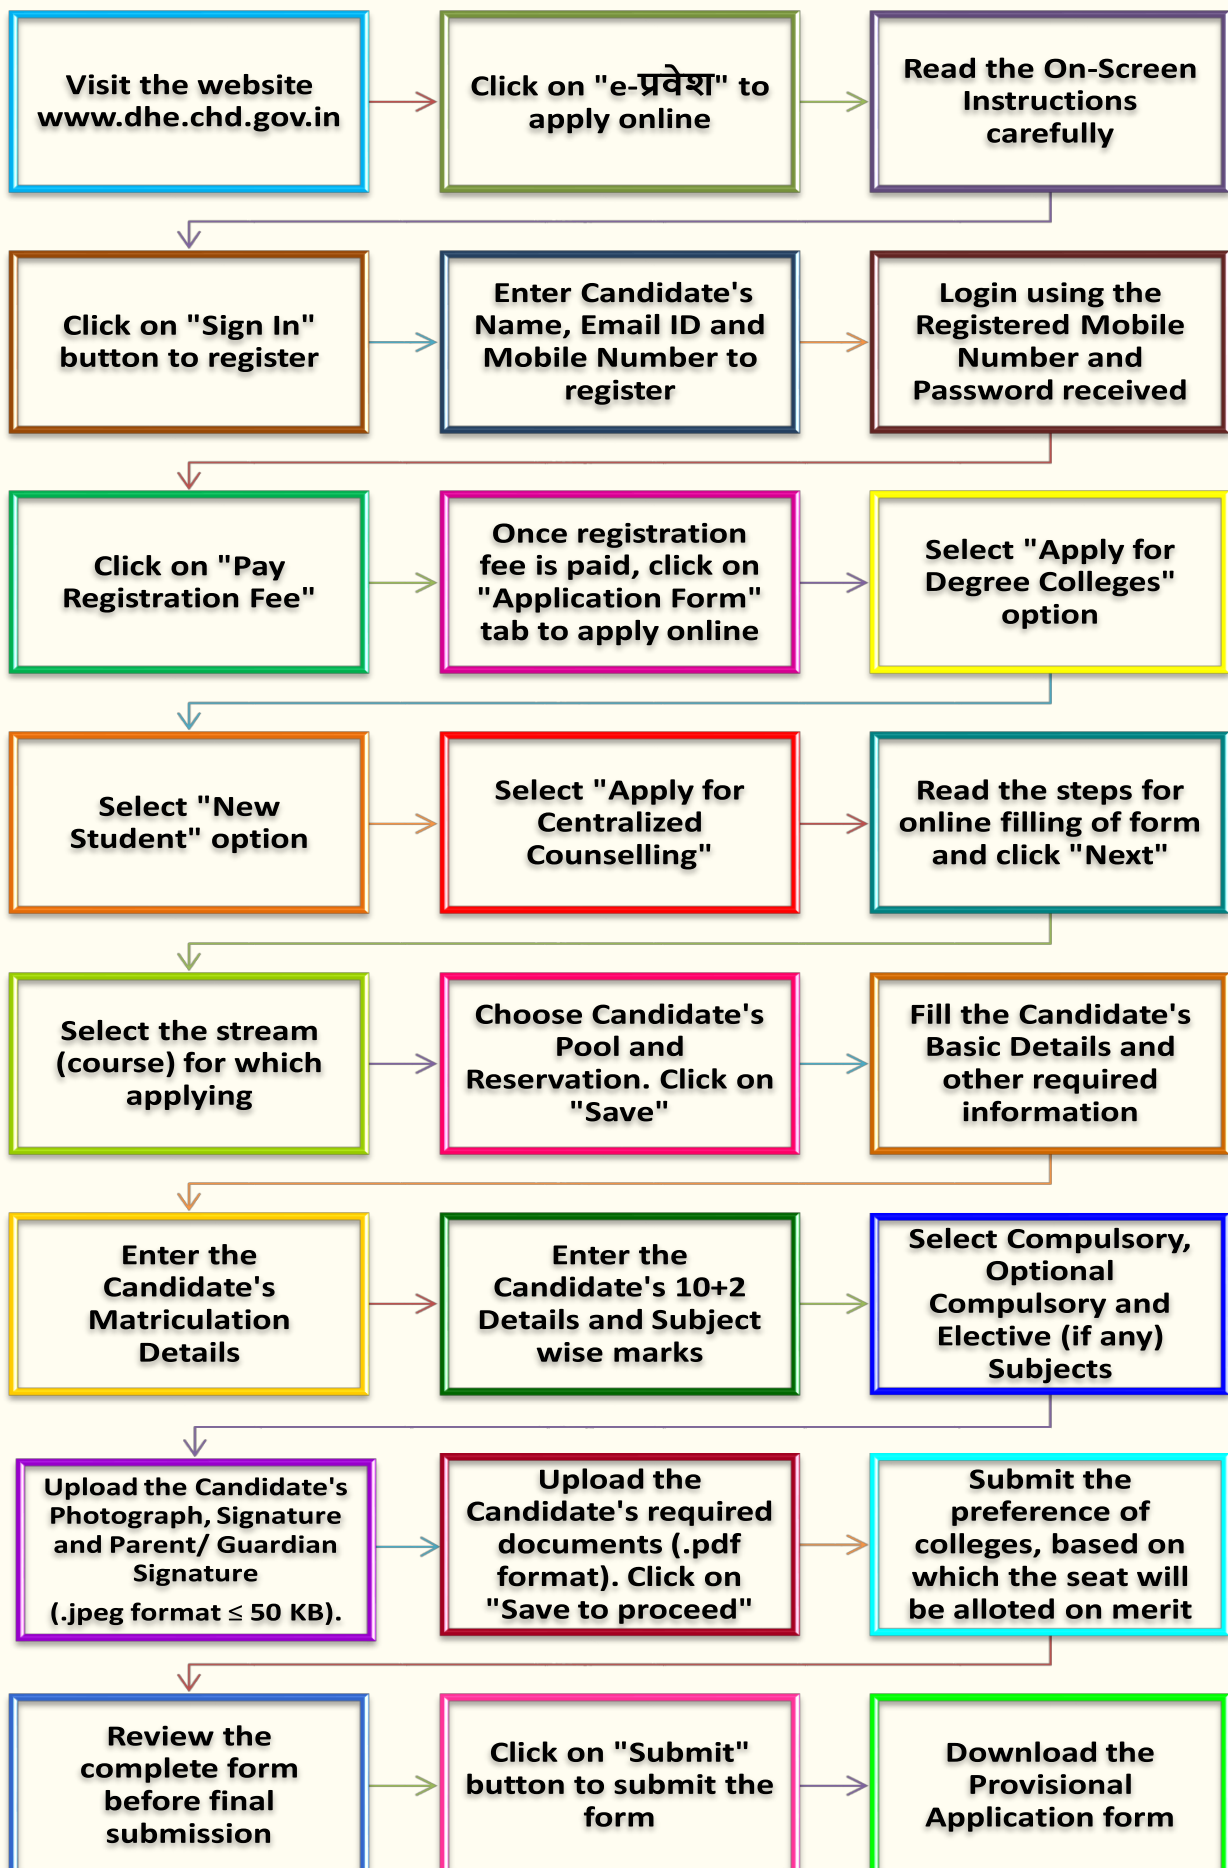 Visit the website
www.dhe.chd.gov.in
Click on "e-प्रवेश" to
apply online
Read the On-Screen
Instructions
carefully
Click on "Sign In"
button to register
Enter Candidate's
Name, Email ID and
Mobile Number to
register
Login using the
Registered Mobile
Number and
Password received
Click on "Pay
Registration Fee"
Once registration
fee is paid, click on
"Application Form"
tab to apply online
Select "Apply for
Degree Colleges"
option
Select "New
Student" option
Select "Apply for
Centralized
Counselling"
Read the steps for
online filling of form
and click "Next"
Select the stream
(course) for which
applying
Choose Candidate's
Pool and
Reservation. Click on
"Save"
Fill the Candidate's
Basic Details and
other required
information
Enter the
Candidate's
Matriculation
Details
Enter the
Candidate's 10+2
Details and Subject
wise marks
Select Compulsory,
Optional
Compulsory and
Elective (if any)
Subjects
Upload the Candidate's
Photograph, Signature
and Parent/ Guardian
Signature
(.jpeg format ≤ 50 KB).
Upload the
Candidate's required
documents (.pdf
format). Click on
"Save to proceed"
Submit the
preference of
colleges, based on
which the seat will
be alloted on merit
Review the
complete form
before final
submission
Click on "Submit"
button to submit the
form
Download the
Provisional
Application form